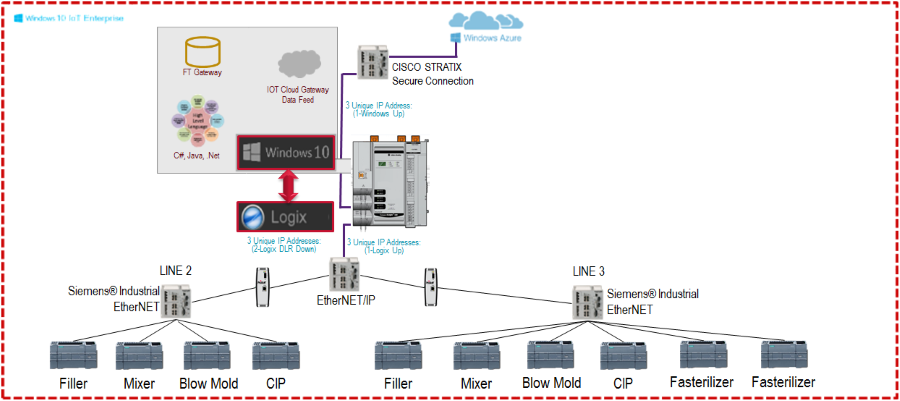 Windows 10 IoT Enterprise
Windows Azure
FT Gateway
IOT Cloud Gateway
Data Feed
CISCO STRATIX
Secure Connection
3 Unique IP Address:
(1-Windows Up)
High
Level
language
C#, Java, .Net
Windows 10
Logix
3 Unique IP Addresses:
(2-Logix DLR Down)
3 Unique IP Addresses:
(1-Logix Up)
LINE 2
Siemens® Industrial
EtherNET
EtherNET/IP
LINE 3
Siemens® Industrial
EtherNET
Filler
Mixer
Blow Mold
CIP
Filler
Mixer
Blow Mold
CIP
Fasterilizer
Fasterilizer